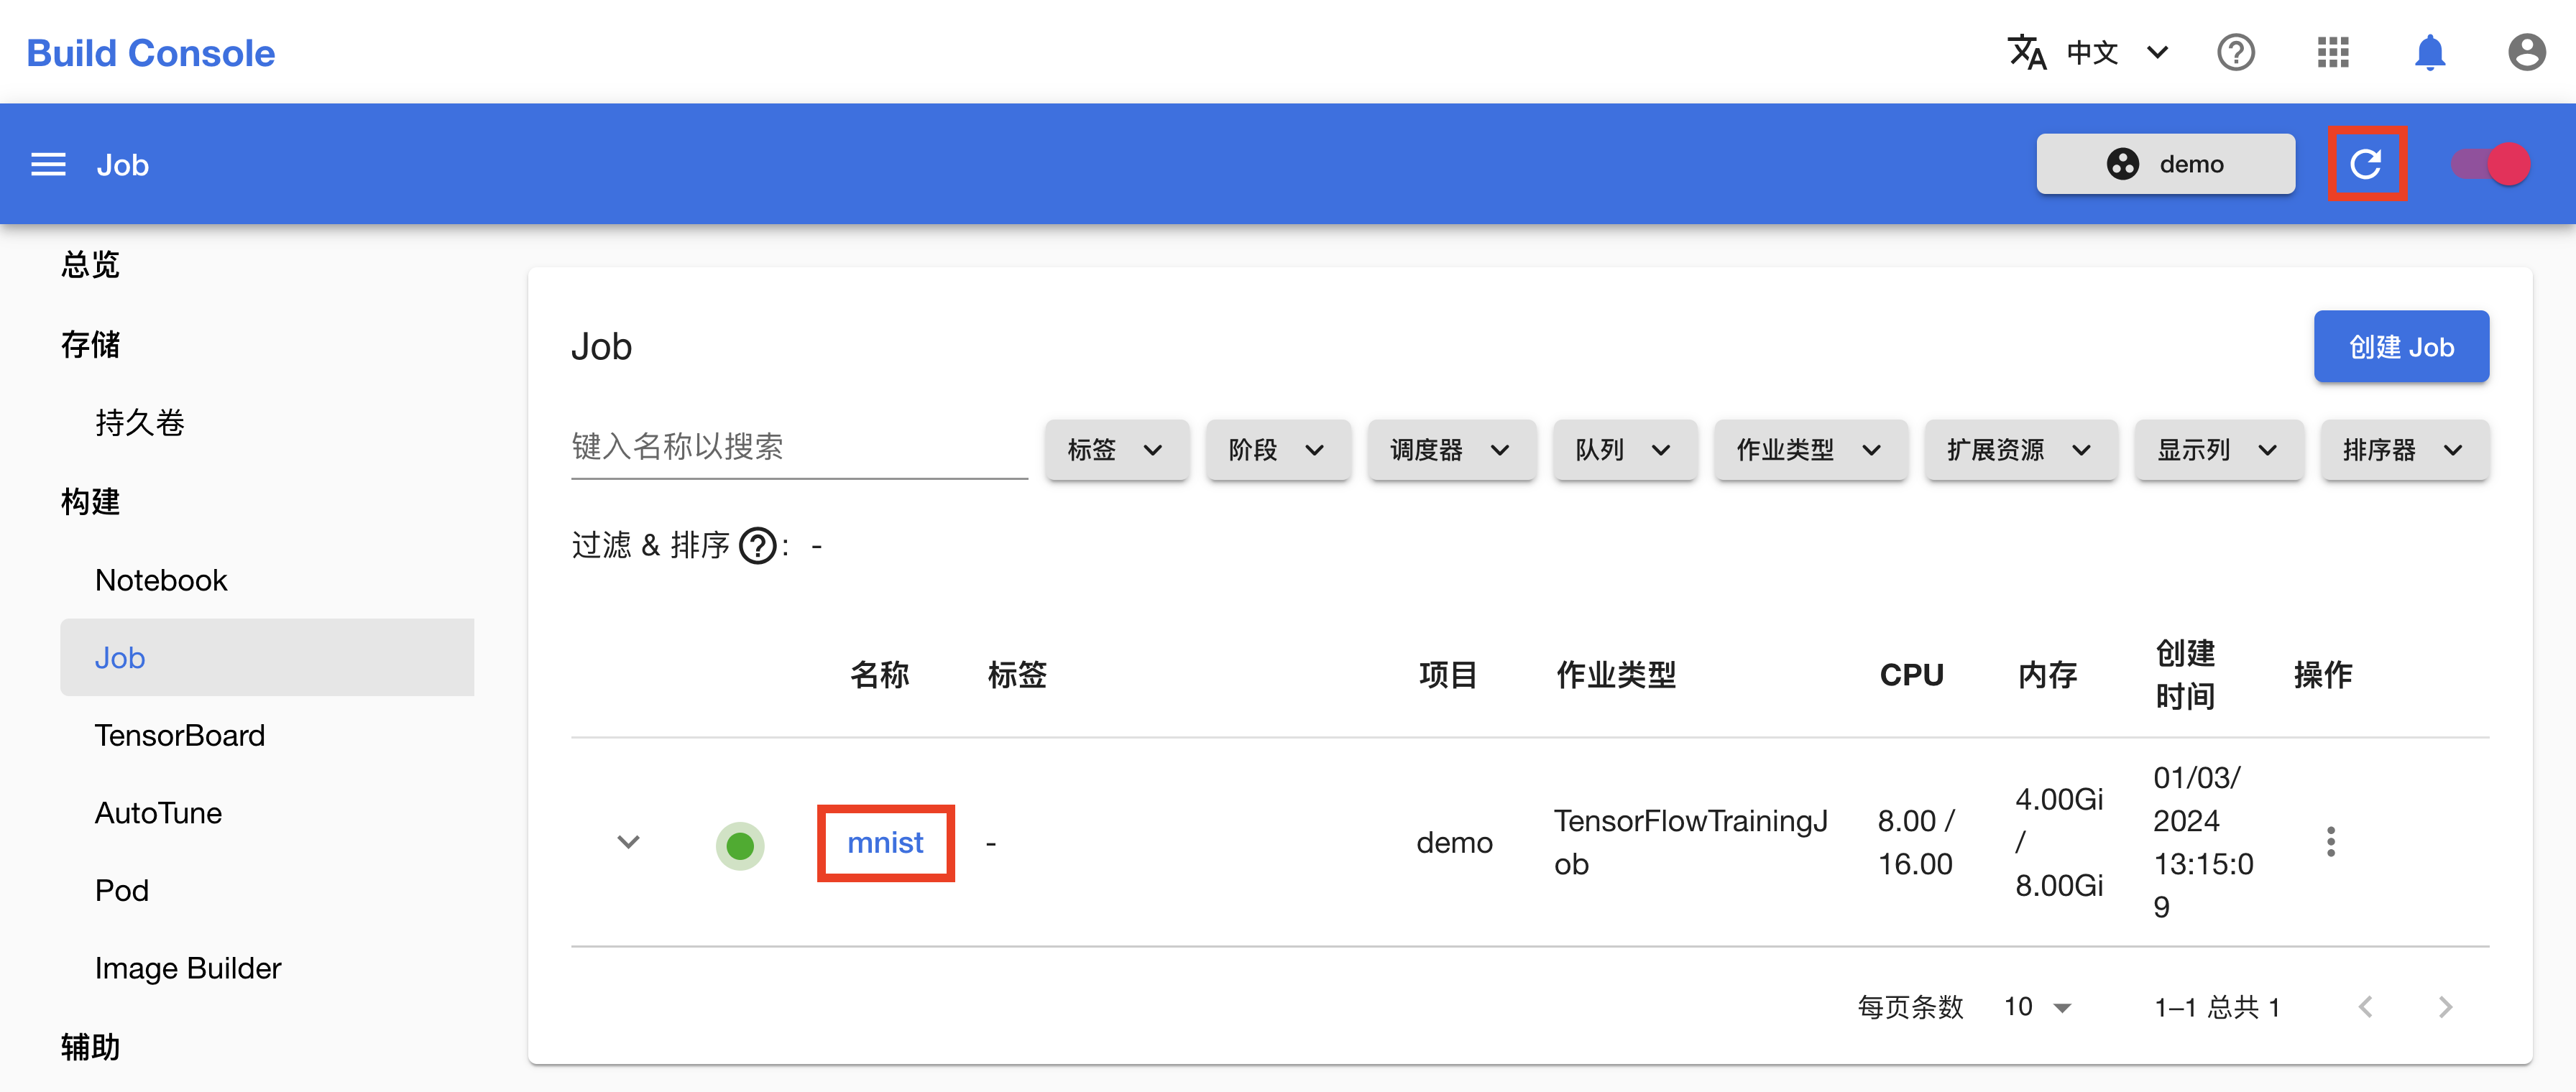 Build Console
中文
Job
demo
总览
存储
持久卷
构建
Notebook
Job
TensorBoard
AutoTune
Pod
Image Builder
辅助
Job
创建 Job
键入名称以搜索
标签
阶段
调度器
队列
作业类型
扩展资源
显示列
排序器
过滤 & 排序 ? : -
名称 标签 项目 作业类型 CPU 内存 创建
时间 操作
mnist
-
demo
TensorFlowTrainingJ
ob
8.00 /
16.00
4.00Gi
/
8.00Gi
01/03/
2024
13:15:0
9
每页条数 10 1–1 总共 1